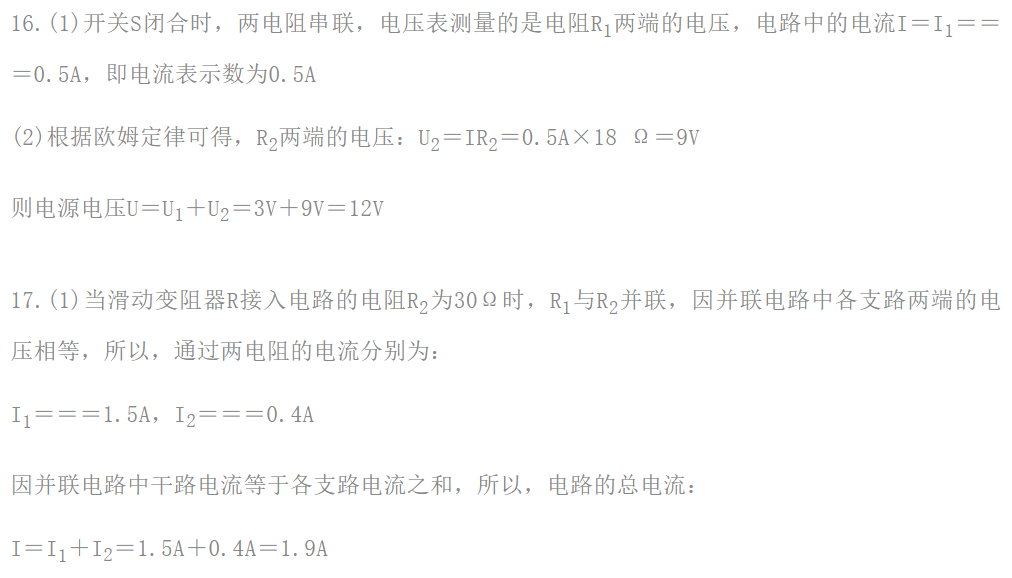 16.(1)开关S闭合时，两电阻串联，电压表测量的是电阻R₁两端的电压，电路中的电流I＝I₁＝＝
＝0.5A，即电流表示数为0.5A
(2)根据欧姆定律可得，R₂两端的电压：U₂＝IR₂＝0.5A×18 Ω＝9V
则电源电压U＝U₁＋U₂＝3V＋9V＝12V
17.(1)当滑动变阻器R接入电路的电阻R₂为30Ω时，R₁与R₂并联，因并联电路中各支路两端的电
压相等，所以，通过两电阻的电流分别为：
I₁＝＝＝1.5A，I₂＝＝＝0.4A
因并联电路中干路电流等于各支路电流之和，所以，电路的总电流：
I＝I₁＋I₂＝1.5A＋0.4A＝1.9A